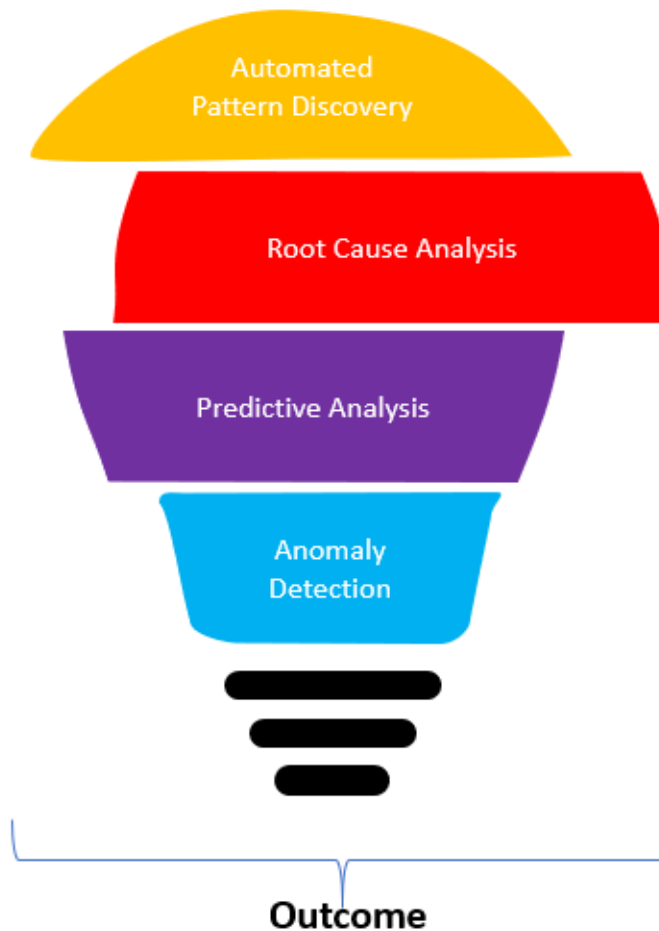 Automated
Pattern Discovery
Root Cause Analysis
Predictive Analysis
Anomaly
Detection
Outcome